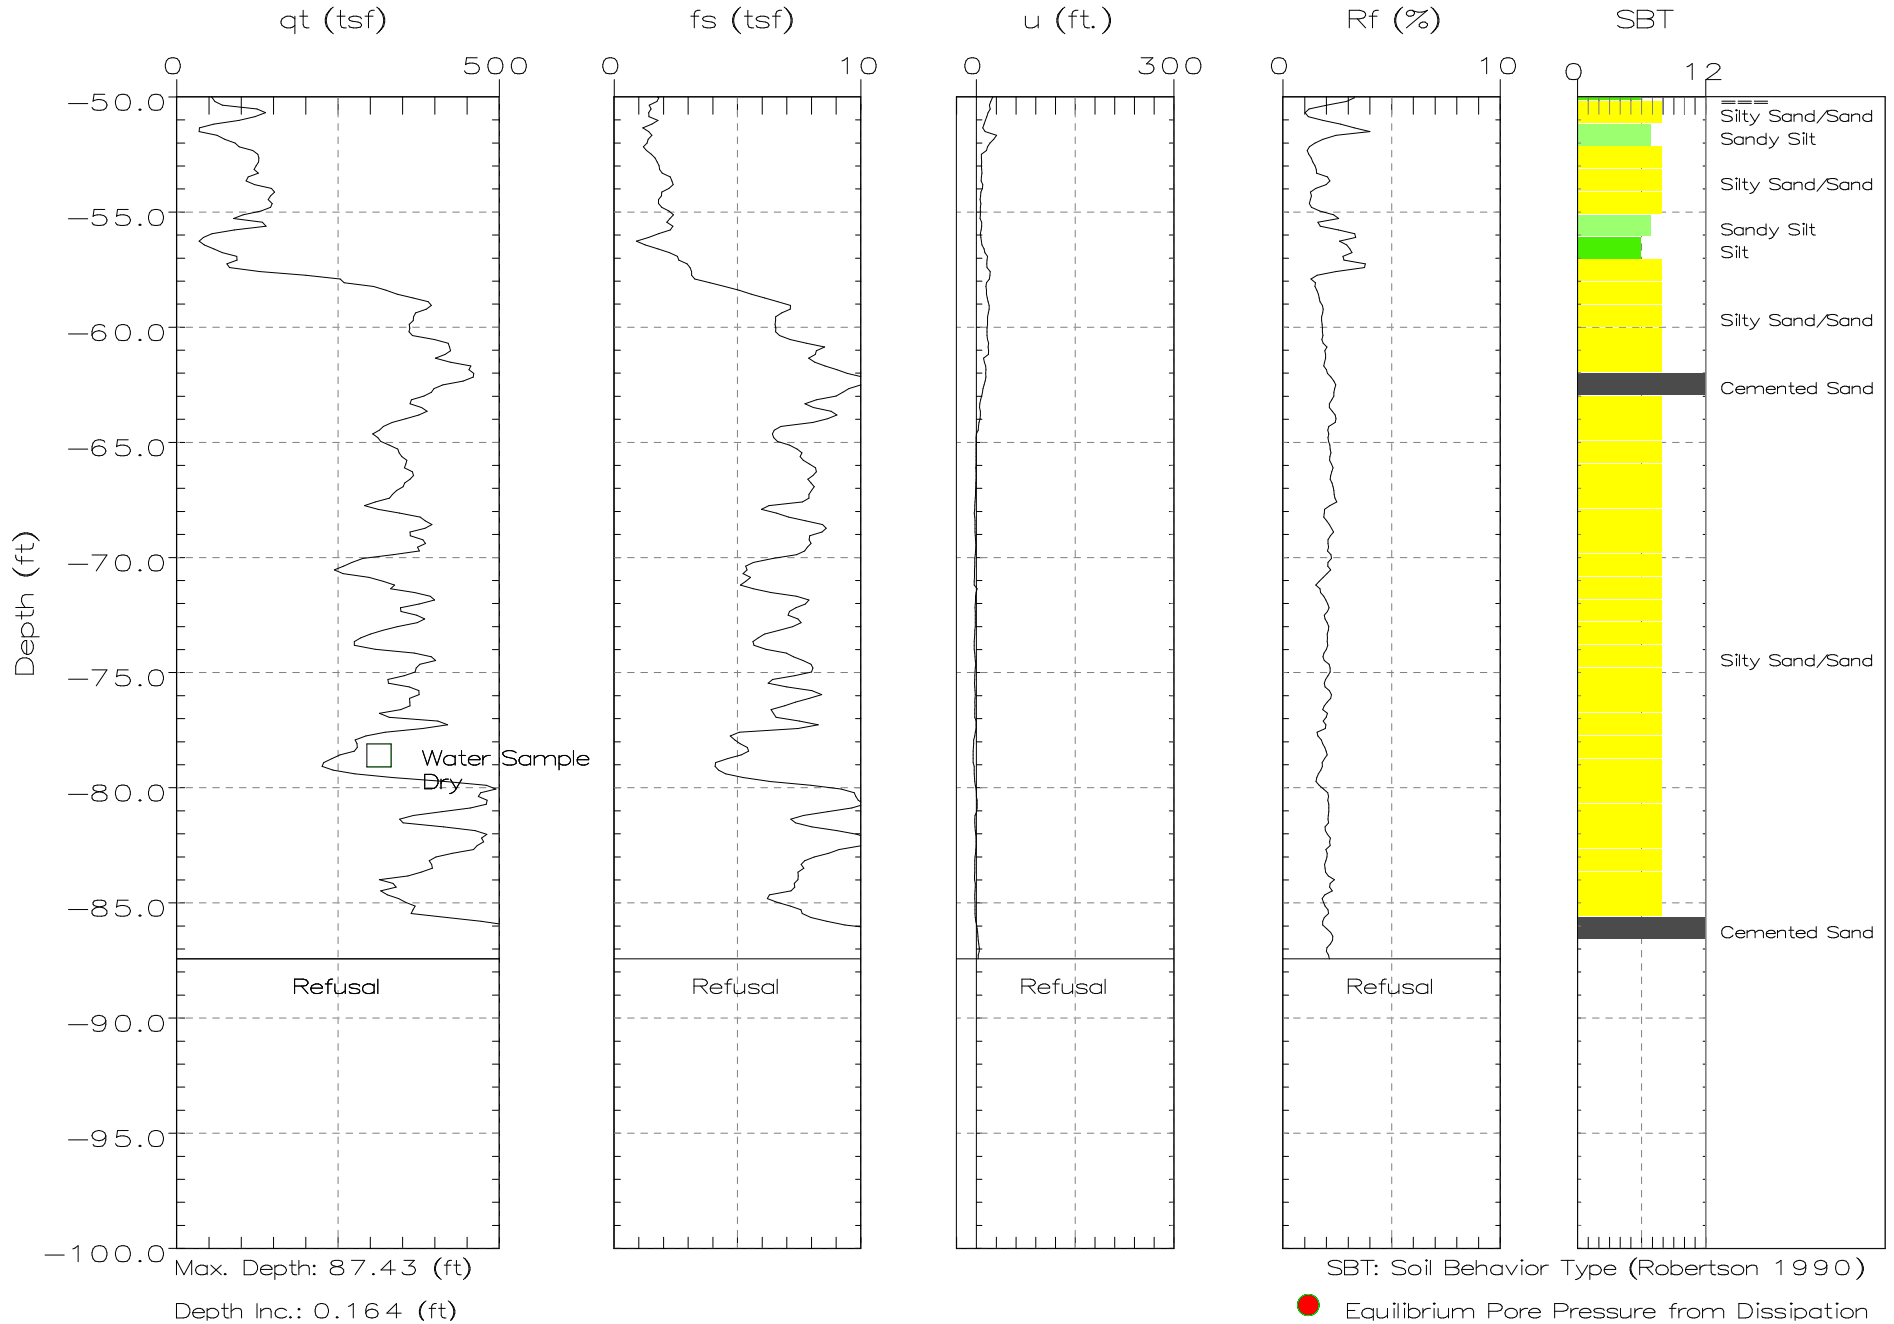 qt (tsf) fs (tsf) u (ft.) Rf (%) SBT
0 500 0 10 0 300 0 10 0 12
Depth (ft)
-50.0
-55.0
-60.0
-65.0
-70.0
-75.0
-80.0
-85.0
-90.0
-95.0
-100.0
Silty Sand/Sand
Sandy Silt
Silty Sand/Sand
Sandy Silt
Silt
Silty Sand/Sand
Cemented Sand
Silty Sand/Sand
Cemented Sand
Water Sample
Dry
Refusal Refusal Refusal Refusal
Max. Depth: 87.43 (ft)
Depth Inc.: 0.164 (ft)
SBT: Soil Behavior Type (Robertson 1990)
Equilibrium Pore Pressure from Dissipation